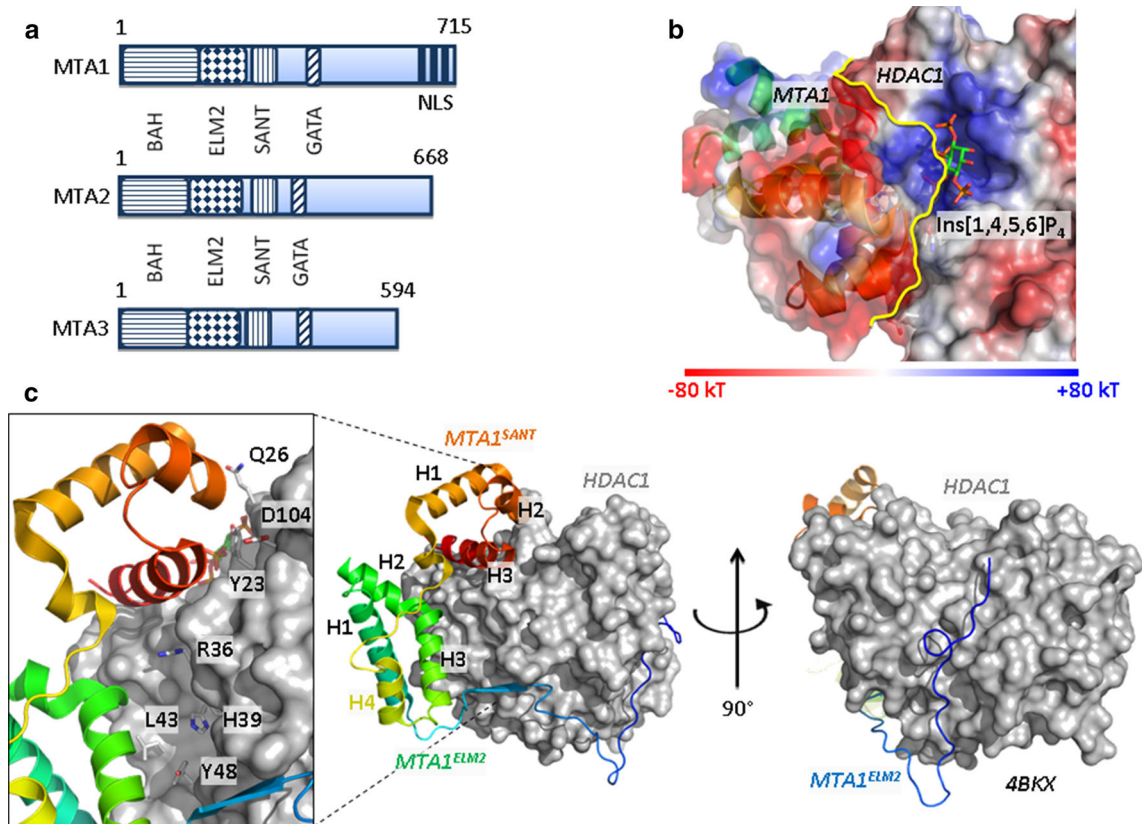 a
1 715
MTA1
NLS
BAH ELM2 SANT GATA
1 668
MTA2
BAH ELM2 SANT GATA
1 594
MTA3
b
HDAC1
MTA1
Ins[1,4,5,6]P4
-80 kT +80 kT
c
Q26
D104
Y23
R36
L43 H39
Y48
MTA1SANT
HDAC1
H1
H2
H2
H3
H1
H3
H4
MTA1ELM2
90°
HDAC1
MTA1ELM2
4BKX